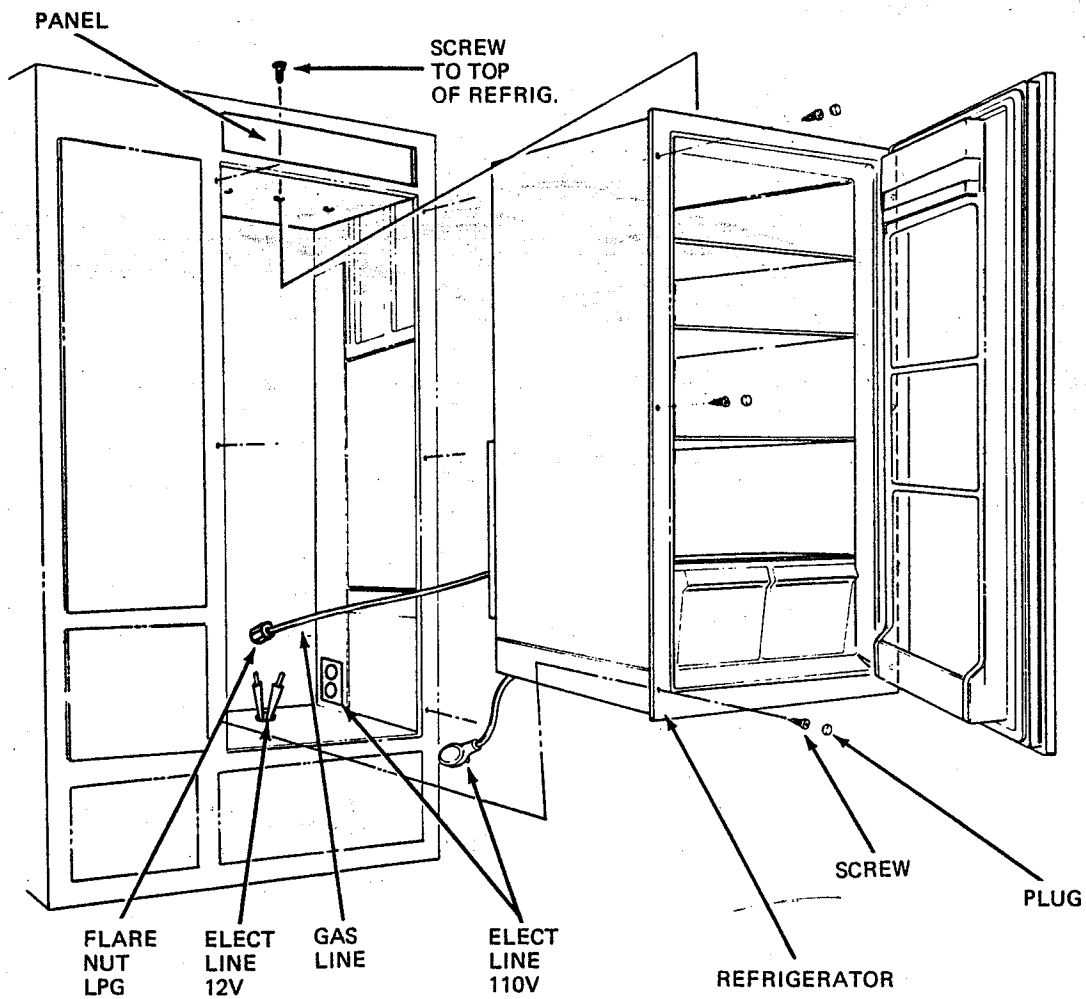 PANEL
SCREW
TO TOP
OF REFRIG.
SCREW
PLUG
FLARE
NUT
LPG
ELECT
LINE
12V
GAS
LINE
ELECT
LINE
110V
REFRIGERATOR